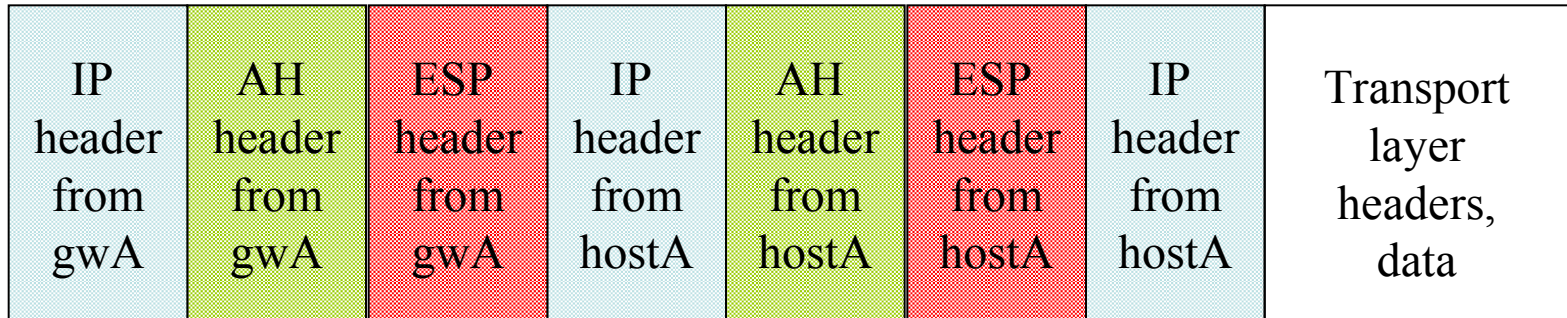 IP
header
from
gwA
AH
header
from
gwA
ESP
header
from
gwA
IP
header
from
hostA
AH
header
from
hostA
ESP
header
from
hostA
IP
header
from
hostA
Transport
layer
headers,
data